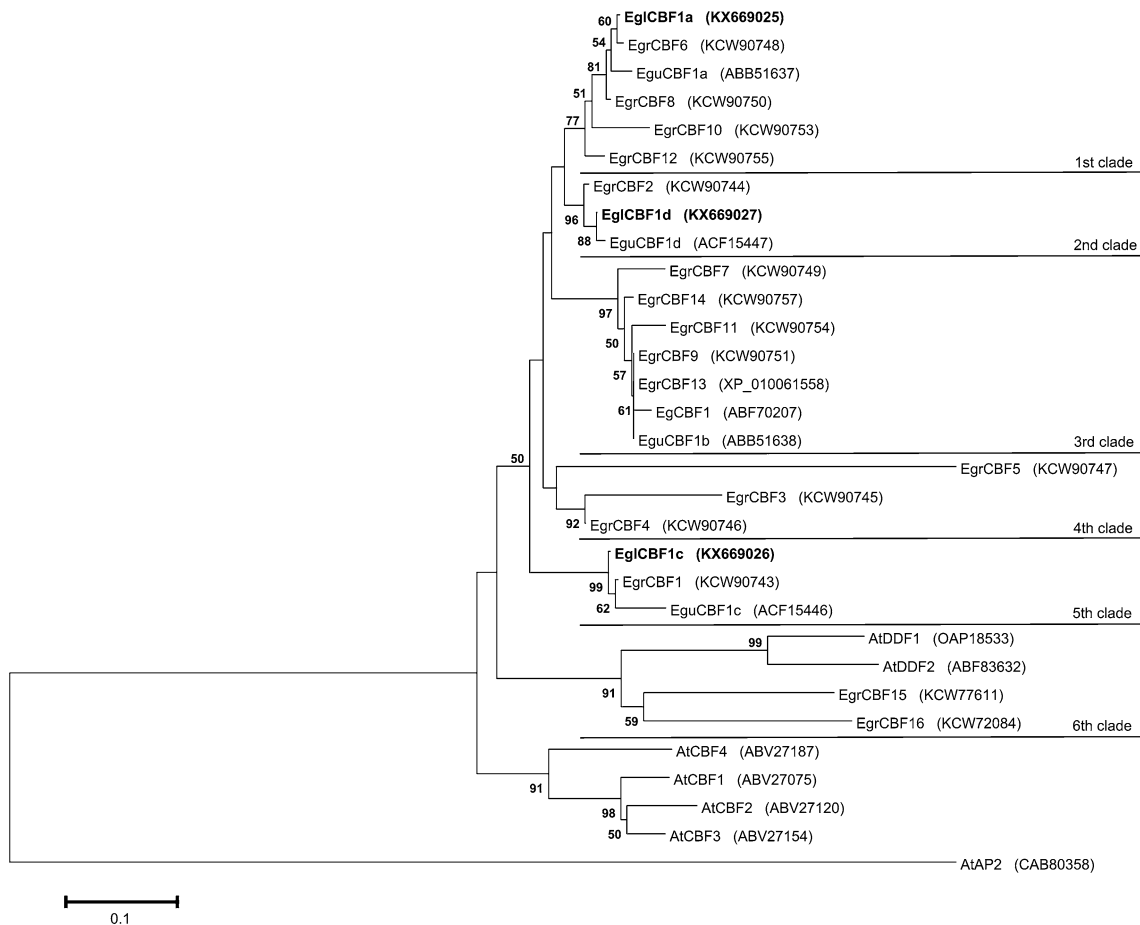 60 EglCBF1a (KX669025)
54 EgrCBF6 (KCW90748)
81 EguCBF1a (ABB51637)
51 EgrCBF8 (KCW90750)
77 EgrCBF10 (KCW90753)
EgrCBF12 (KCW90755)
1st clade
EgrCBF2 (KCW90744)
96 EglCBF1d (KX669027)
88 EguCBF1d (ACF15447)
2nd clade
EgrCBF7 (KCW90749)
97 EgrCBF14 (KCW90757)
EgrCBF11 (KCW90754)
50 EgrCBF9 (KCW90751)
57 EgrCBF13 (XP_010061558)
61 EgCBF1 (ABF70207)
EguCBF1b (ABB51638)
3rd clade
50 EgrCBF5 (KCW90747)
EgrCBF3 (KCW90745)
92 EgrCBF4 (KCW90746)
4th clade
EglCBF1c (KX669026)
99 EgrCBF1 (KCW90743)
62 EguCBF1c (ACF15446)
5th clade
99 AtDDF1 (OAP18533)
AtDDF2 (ABF83632)
91 EgrCBF15 (KCW77611)
59 EgrCBF16 (KCW72084)
6th clade
AtCBF4 (ABV27187)
91 AtCBF1 (ABV27075)
98 AtCBF2 (ABV27120)
50 AtCBF3 (ABV27154)
AtAP2 (CAB80358)
0.1